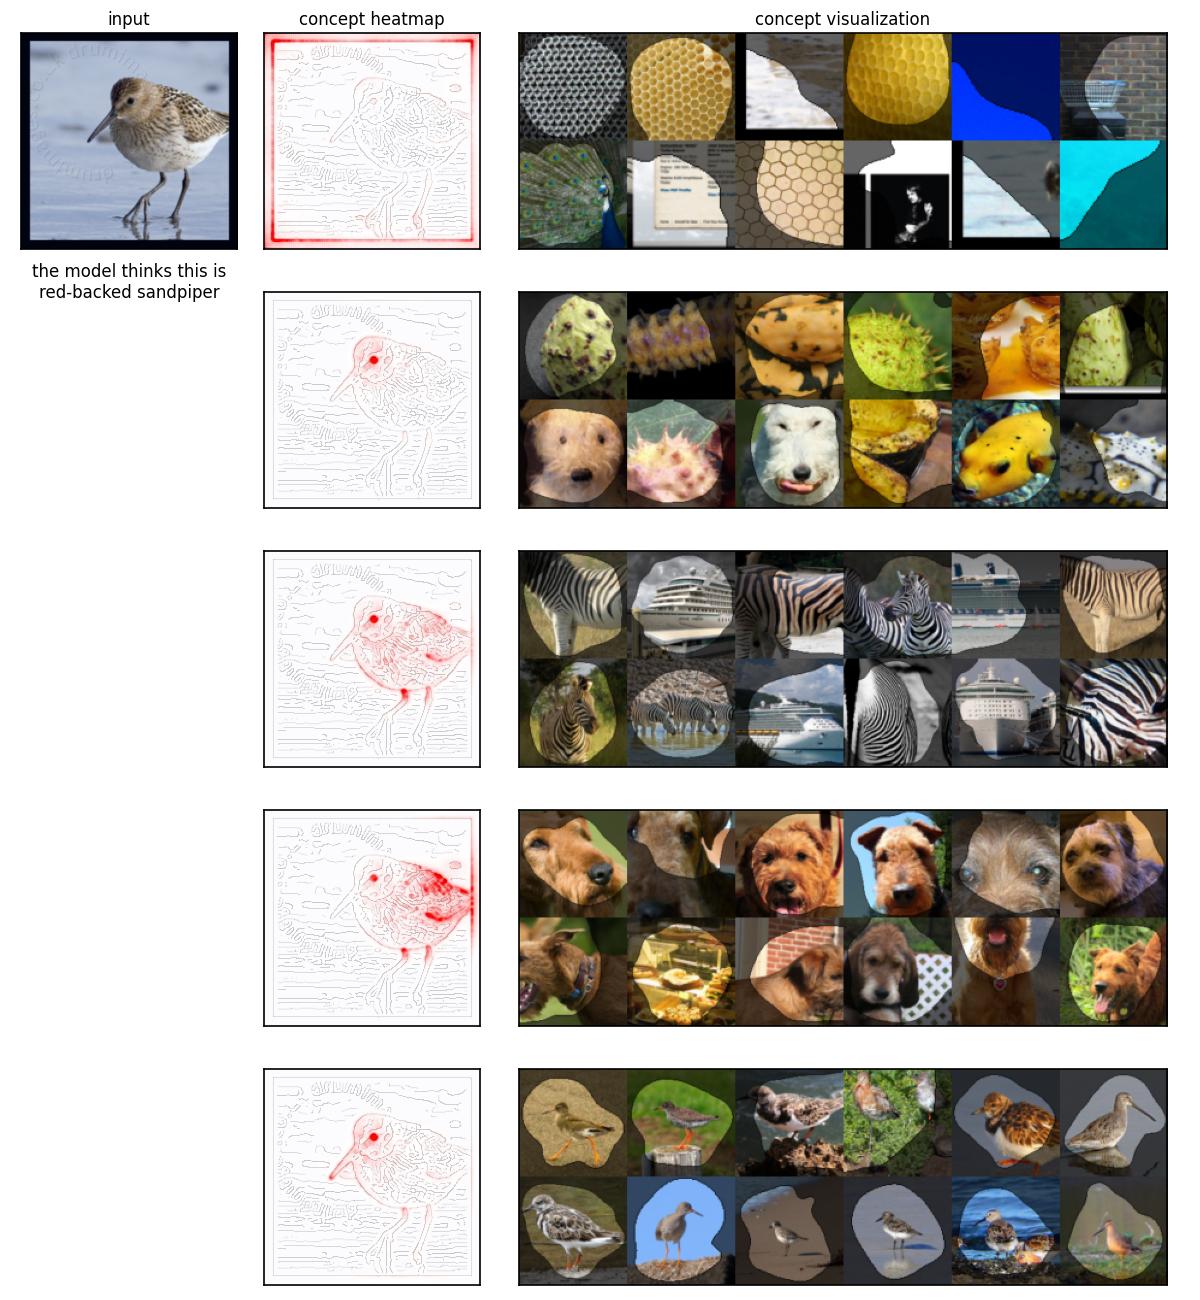 input
concept heatmap
concept visualization
the model thinks this is
red-backed sandpiper